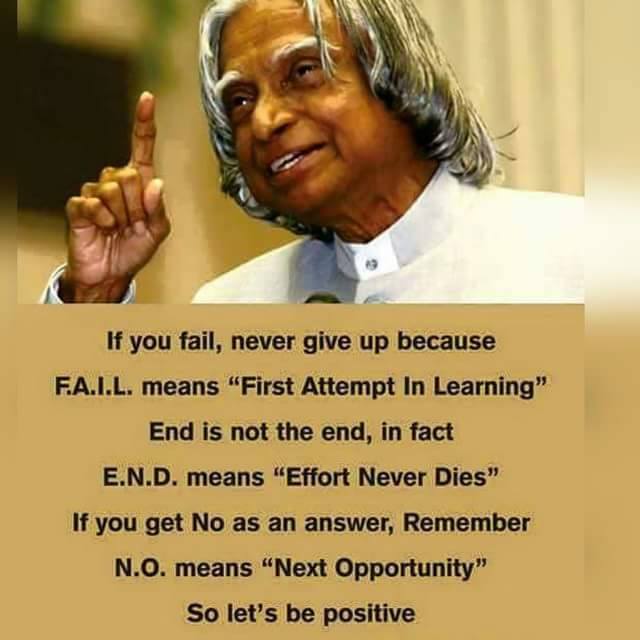 If you fail, never give up because
F.A.I.L. means “First Attempt In Learning”
End is not the end, in fact
E.N.D. means “Effort Never Dies”
If you get No as an answer, Remember
N.O. means “Next Opportunity”
So let’s be positive